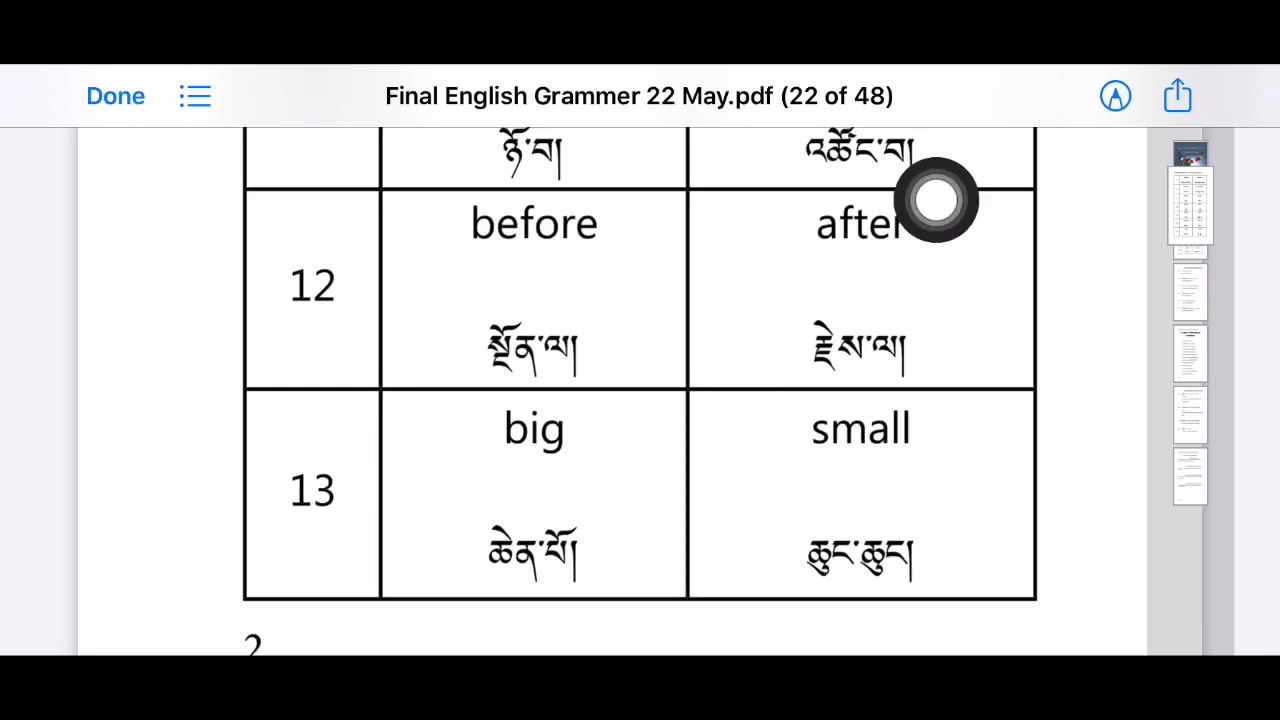 Done
Final English Grammer 22 May.pdf (22 of 48)
ཉོ་བ། འཚོང་བ།
before after
12
སྔོན་ལ། རྗེས་ལ།
big small
13
ཆེན་པོ། ཆུང་ཆུང།
2